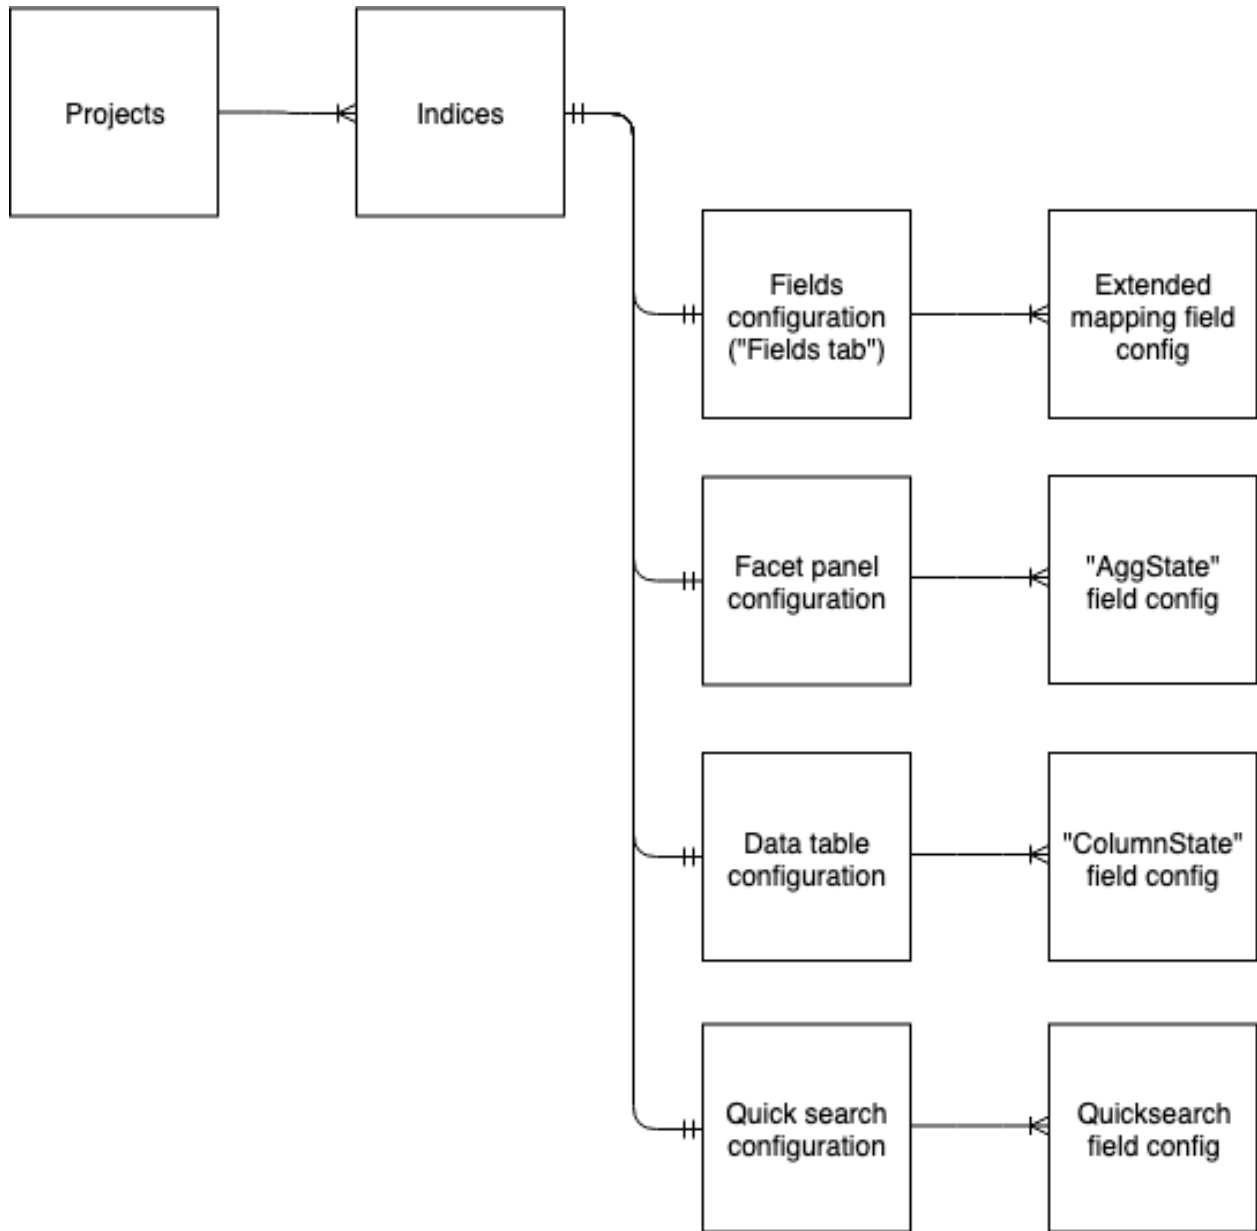 Projects
Indices
Fields
configuration
("Fields tab")
Extended
mapping field
config
Facet panel
configuration
"AggState"
field config
Data table
configuration
"ColumnState"
field config
Quick search
configuration
Quicksearch
field config